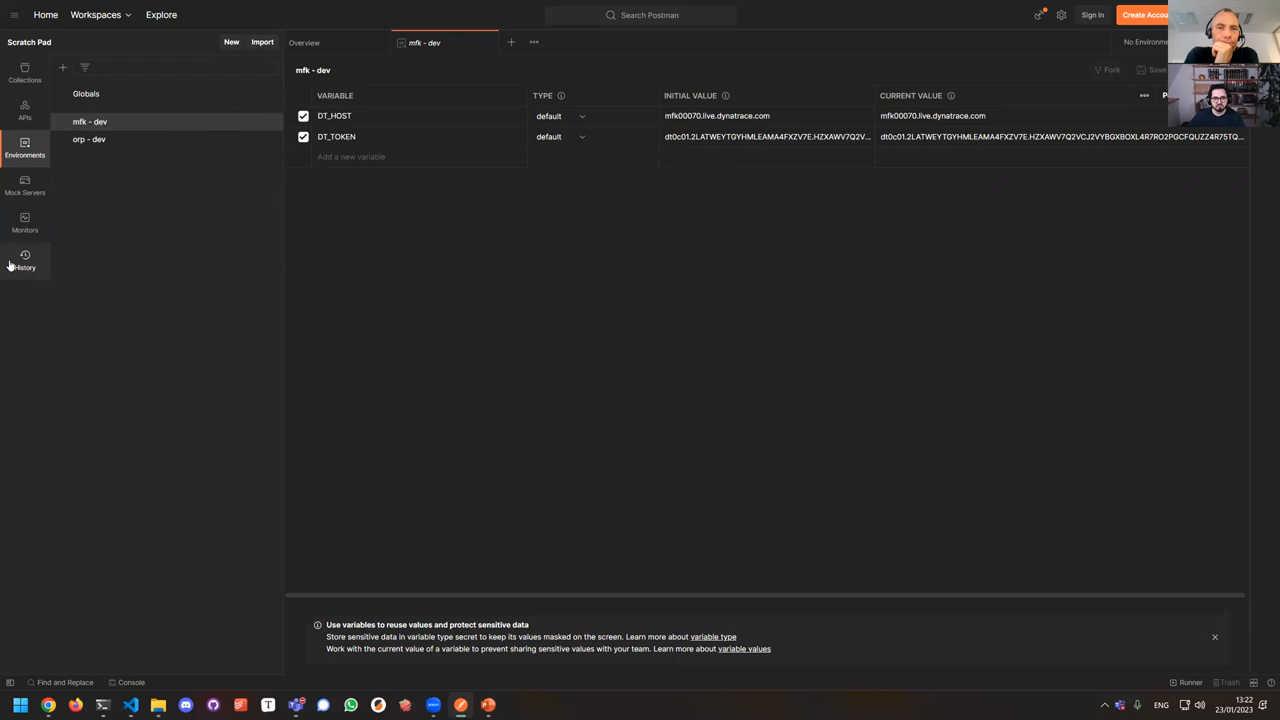 Home Workspaces Explore Search Postman Sign In Create Accou
Scratch Pad New Import Overview mfk - dev No Environme
Collections
APIs
Environments
Mock Servers
Monitors
History
Globals
mfk - dev
orp - dev
mfk - dev Fork Save
VARIABLE TYPE INITIAL VALUE CURRENT VALUE P
DT_HOST default mfk00070.live.dynatrace.com mfk00070.live.dynatrace.com
DT_TOKEN default dt0c01.2LATWEYTGYHMLEAMA4FXZV7E.HZXAWV7Q2V... dt0c01.2LATWEYTGYHMLEAMA4FXZV7E.HZXAWV7Q2VCJ2VYBGXBOXL4R7RO2PGCFQUZZ4R75TQ...
Add a new variable
Use variables to reuse values and protect sensitive data
Store sensitive data in variable type secret to keep its values masked on the screen. Learn more about variable type
Work with the current value of a variable to prevent sharing sensitive values with your team. Learn more about variable values
Find and Replace Console Runner Trash
ENG 13:22
23/01/2023